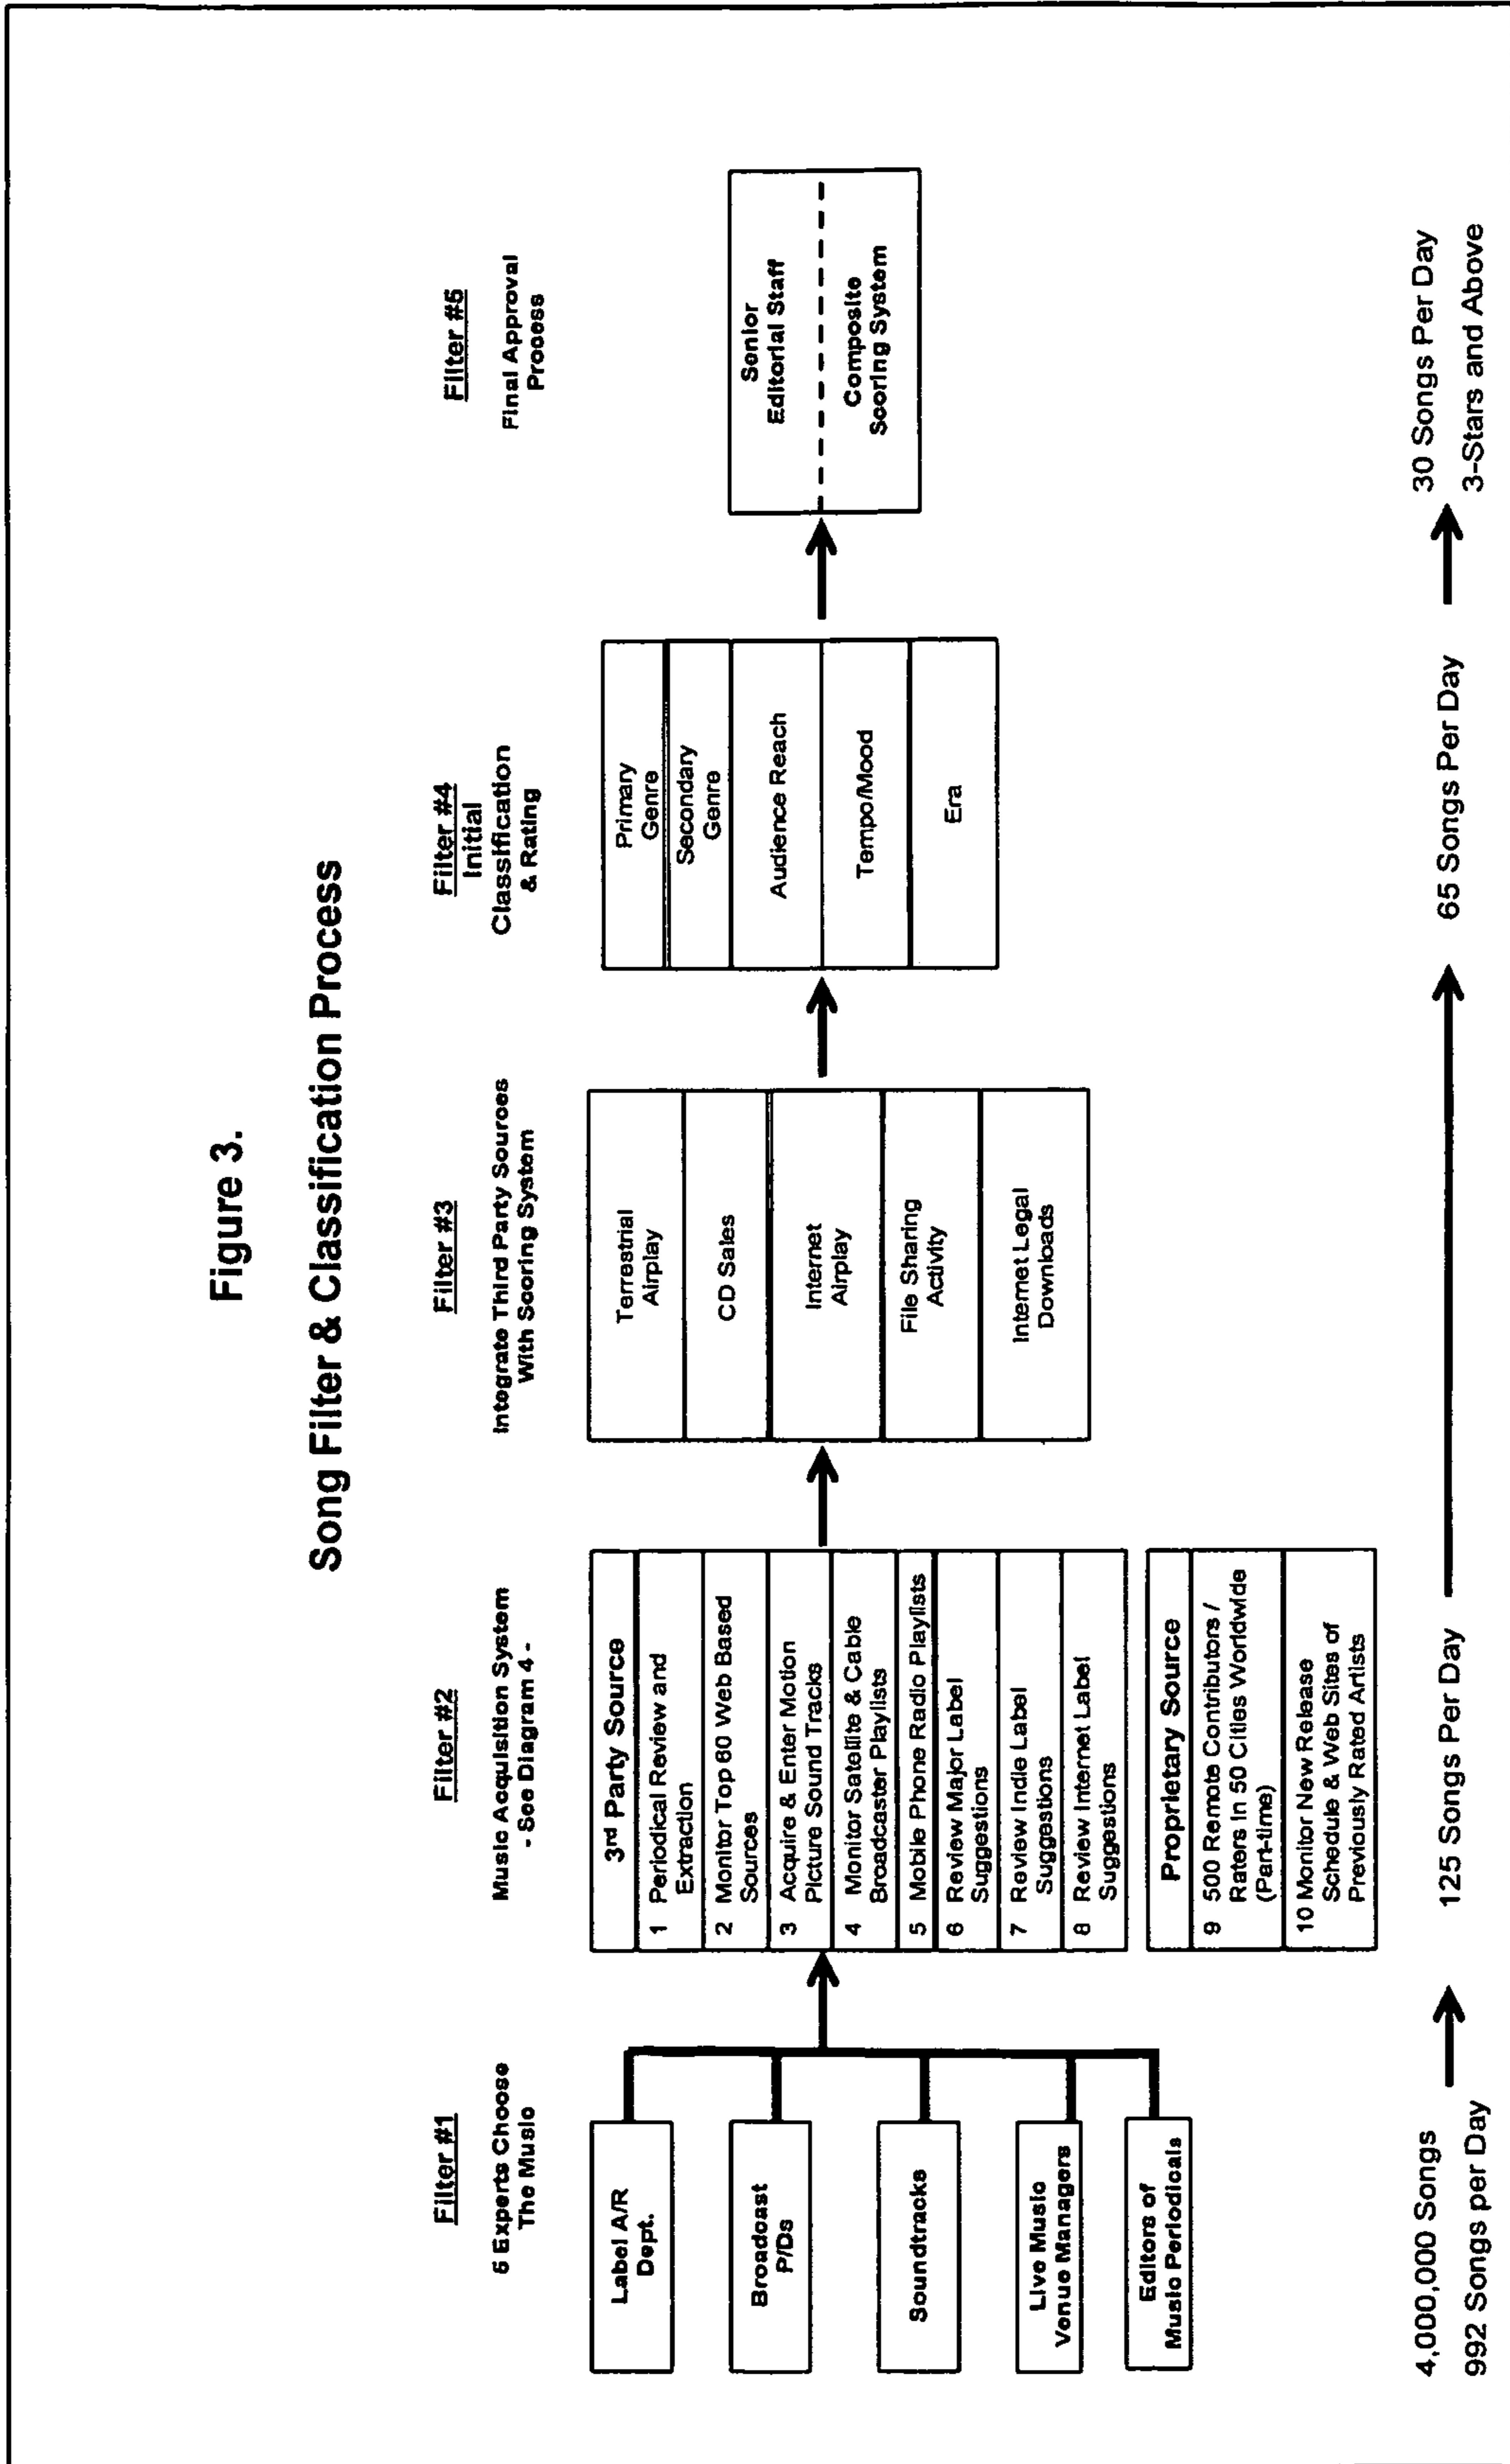 Figure 3.
Song Filter & Classification Process
Filter #1
5 Experts Choose
The Music
Label A/R
Dept.
Broadcast
P/Ds
Soundtracks
Live Music
Venue Managers
Editors of
Music Periodicals
Filter #2
Music Acquisition System
- See Diagram 4 -
3rd Party Source
1 Periodical Review and
Extraction
2 Monitor Top 60 Web Based
Sources
3 Acquire & Enter Motion
Picture Sound Tracks
4 Monitor Satellite & Cable
Broadcaster Playlists
5 Mobile Phone Radio Playlists
6 Review Major Label
Suggestions
7 Review Indie Label
Suggestions
8 Review Internet Label
Suggestions
Proprietary Source
9 500 Remote Contributors /
Raters In 50 Cities Worldwide
(Part-time)
10 Monitor New Release
Schedule & Web Sites of
Previously Rated Artists
Filter #3
Integrate Third Party Sources
With Scoring System
Terrestrial
Airplay
CD Sales
Internet
Airplay
File Sharing
Activity
Internet Legal
Downloads
Filter #4
Initial
Classification
& Rating
Primary
Genre
Secondary
Genre
Audience Reach
Tempo/Mood
Era
Filter #5
Final Approval
Process
Senior
Editorial Staff
Composite
Scoring System
4,000,000 Songs
992 Songs per Day
125 Songs Per Day
65 Songs Per Day
30 Songs Per Day
3-Stars and Above